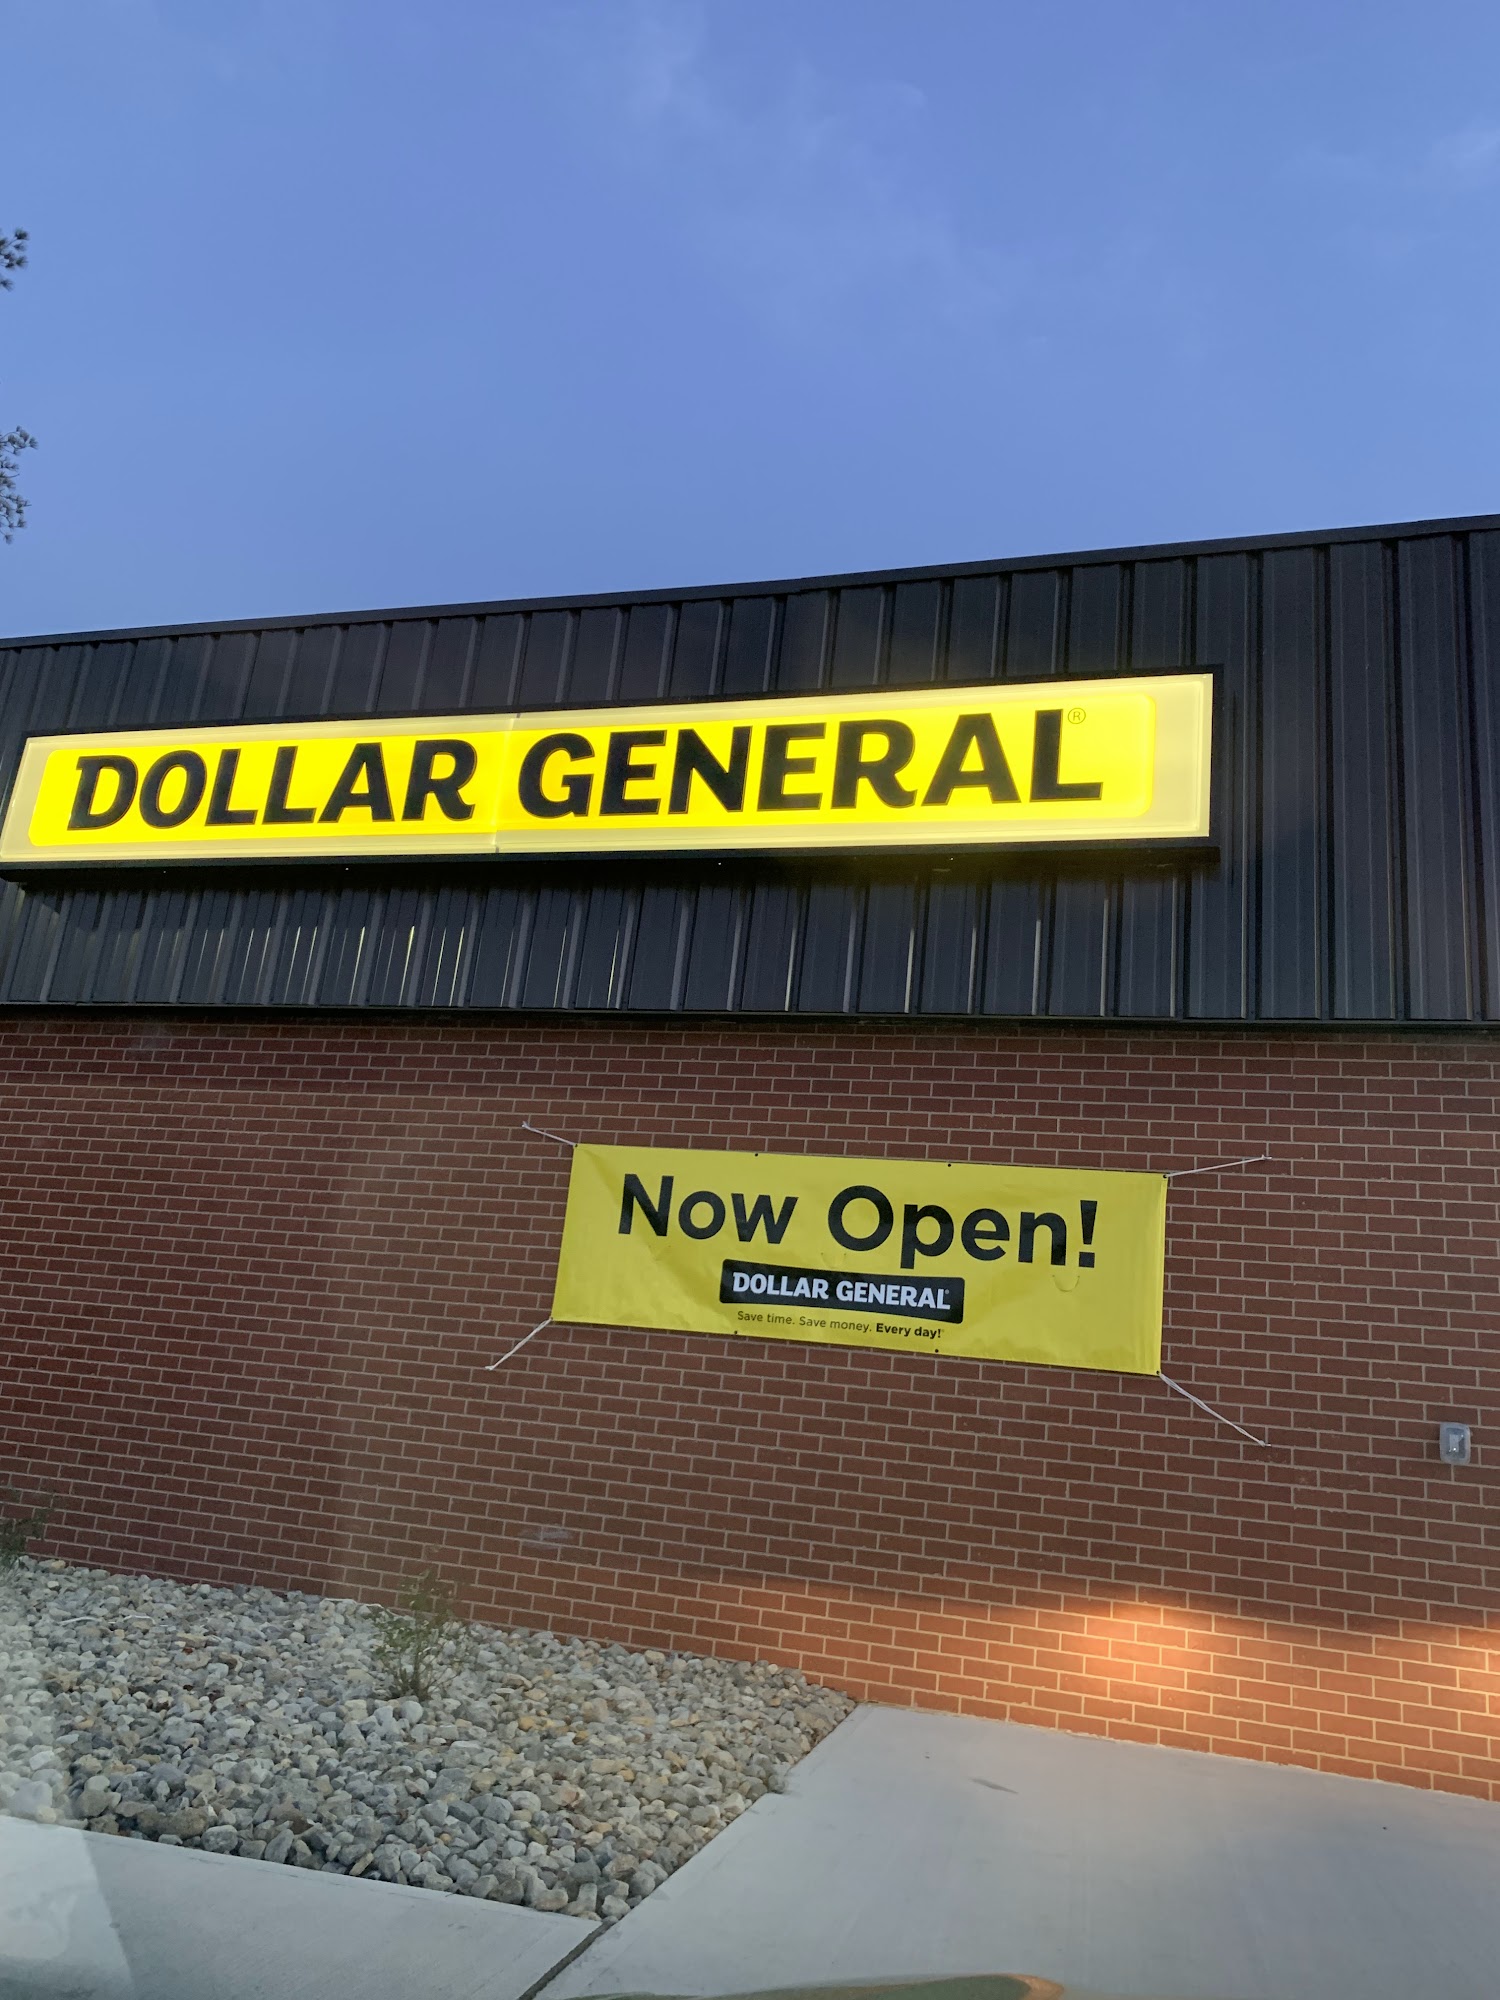 DOLLAR GENERAL®
Now Open!
DOLLAR GENERAL®
Save time. Save money. Every day!®